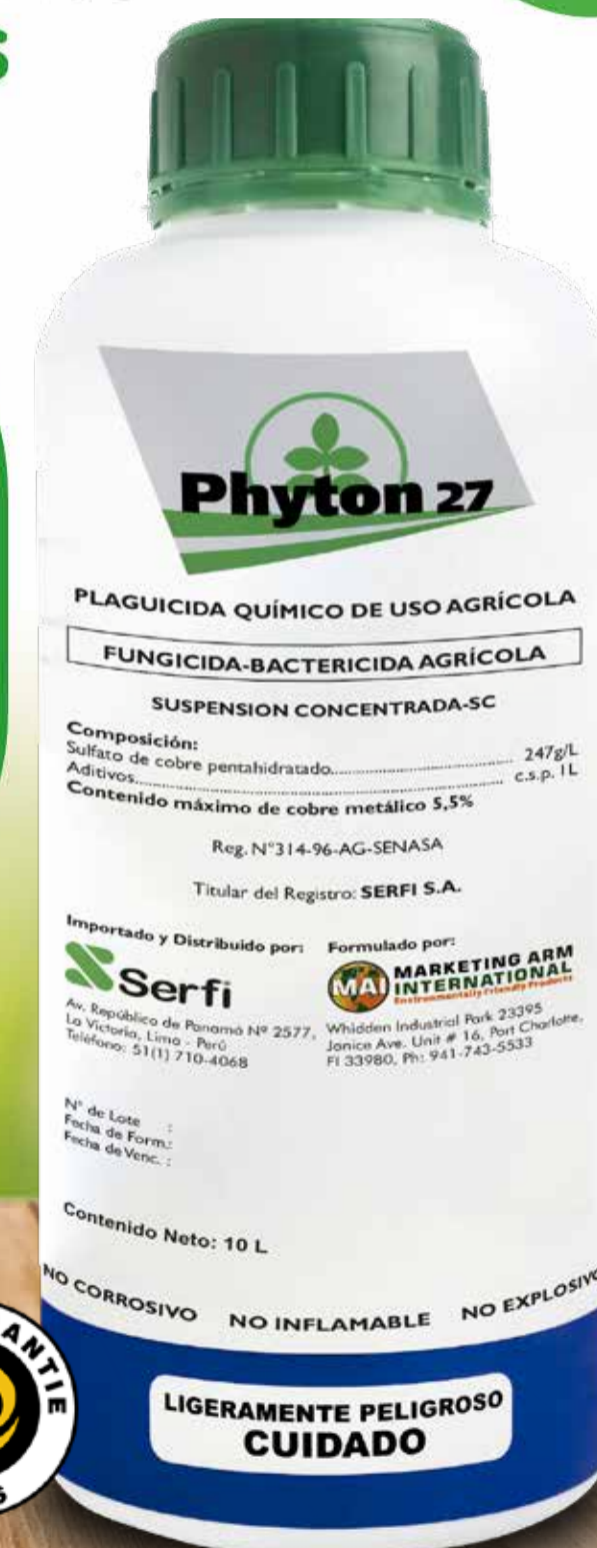 S
Phyton 27
PLAGUICIDA QUÍMICO DE USO AGRÍCOLA
FUNGICIDA-BACTERICIDA AGRÍCOLA
SUSPENSION CONCENTRADA-SC
Composición:
Sulfato de cobre pentahidratado.................................. 247g/L
Aditivos.................................................................... c.s.p. 1L
Contenido máximo de cobre metálico 5,5%
Reg. N°314-96-AG-SENASA
Titular del Registro: SERFI S.A.
Importado y Distribuido por:
Serfi
Av. República de Panamá Nº 2577,
La Victoria, Lima - Perú
Teléfono: 51(1) 710-4068
Formulado por:
MAI MARKETING ARM
INTERNATIONAL
Environmentally Friendly Products
Whidden Industrial Park 23395
Janice Ave. Unit # 16, Port Charlotte,
Fl 33980, Ph: 941-743-5533
N° de Lote :
Fecha de Form.:
Fecha de Venc. :
Contenido Neto: 10 L
NO CORROSIVO NO INFLAMABLE NO EXPLOSIVO
LIGERAMENTE PELIGROSO
CUIDADO